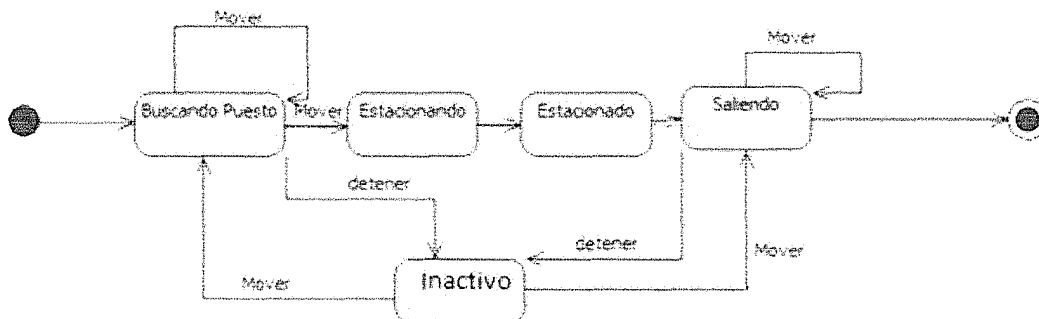 Mover
Mover
Buscando Puesto
Mover
Estacionando
Estacionado
Saliendo
detener
detener
Mover
Inactivo
Mover